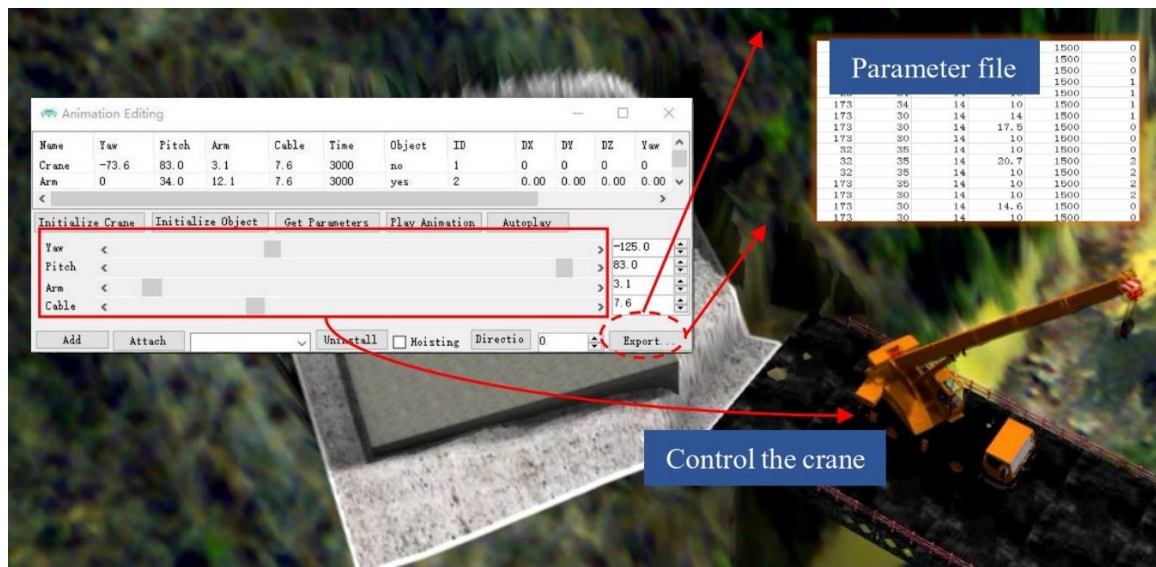 Animation Editing
Name Yaw Pitch Arm Cable Time Object ID DX DY DZ Yaw
Crane -73.6 83.0 3.1 7.6 3000 no 1 0 0 0 0
Arm 0 34.0 12.1 7.6 3000 yes 2 0.00 0.00 0.00 0.00
Initialize Crane Initialize Object Get Parameters Play Animation Autoplay
Yaw -125.0
Pitch 83.0
Arm 3.1
Cable 7.6
Add Attach Uninstall Hoisting Directio 0 Export...
Parameter file
1500 0
1500 0
1500 0
1500 1
1500 1
173 34 14 10 1500 1
173 30 14 14 1500 1
173 30 14 17.5 1500 0
173 30 14 10 1500 0
32 35 14 10 1500 0
32 35 14 20.7 1500 2
32 35 14 10 1500 2
173 35 14 10 1500 2
173 30 14 10 1500 2
173 30 14 14.6 1500 0
173 30 14 10 1500 0
Control the crane